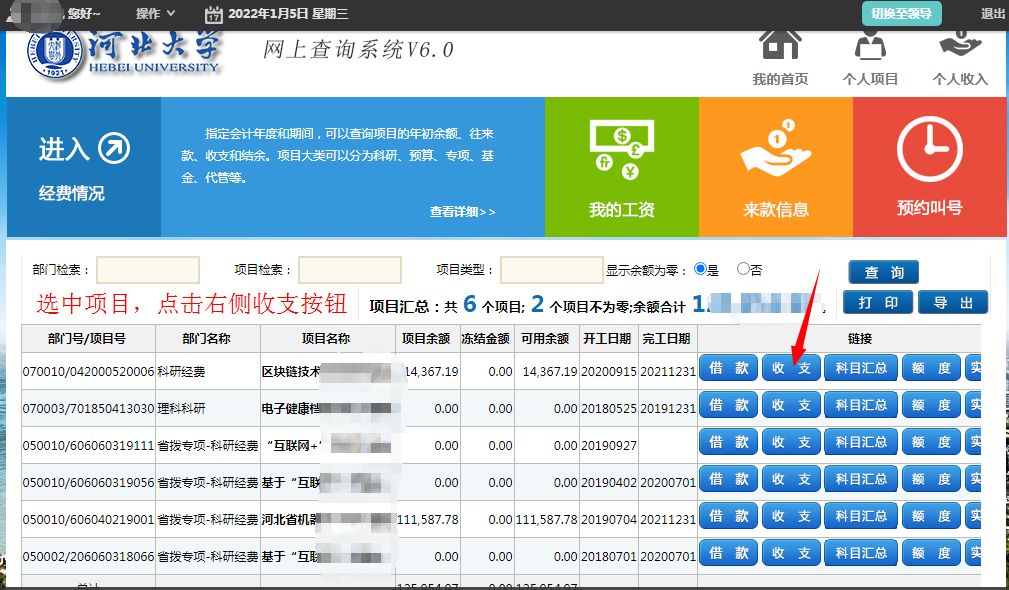 您好~ 操作 17 2022年1月5日 星期三 切换至领导 退出
河北大学 网上查询系统V6.0
HEBEI UNIVERSITY
1921
我的首页 个人项目 个人收入
进入
经费情况
指定会计年度和期间，可以查询项目的年初余额、往来
款、收支和结余。项目大类可以分为科研、预算、专项、基
金、代管等。
查看详细>>
我的工资 来款信息 预约叫号
部门检索： 项目检索： 项目类型： 显示余额为零： 是 否 查 询
选中项目，点击右侧收支按钮 项目汇总：共 6 个项目; 2 个项目不为零;余额合计 打 印 导 出
部门号/项目号 部门名称 项目名称 项目余额 冻结金额 可用余额 开工日期 完工日期 链接
070010/042000520006 科研经费 区块链技术 14,367.19 0.00 14,367.19 20200915 20211231 借 款 收 支 科目汇总 额 度 实
070003/701850413030 理科科研 电子健康档 0.00 0.00 0.00 20180525 20191231 借 款 收 支 科目汇总 额 度 实
050010/606060319111 省拨专项-科研经费 “互联网+” 0.00 0.00 0.00 20190927 借 款 收 支 科目汇总 额 度 实
050010/606060319056 省拨专项-科研经费 基于“互联 0.00 0.00 0.00 20190402 20200701 借 款 收 支 科目汇总 额 度 实
050010/606040219001 省拨专项-科研经费 河北省机器 111,587.78 0.00 111,587.78 20190704 20211231 借 款 收 支 科目汇总 额 度 实
050002/206060318066 省拨专项-科研经费 基于“互联 0.00 0.00 0.00 20180701 20200701 借 款 收 支 科目汇总 额 度 实
总计 125,954.97 0.00 125,954.97